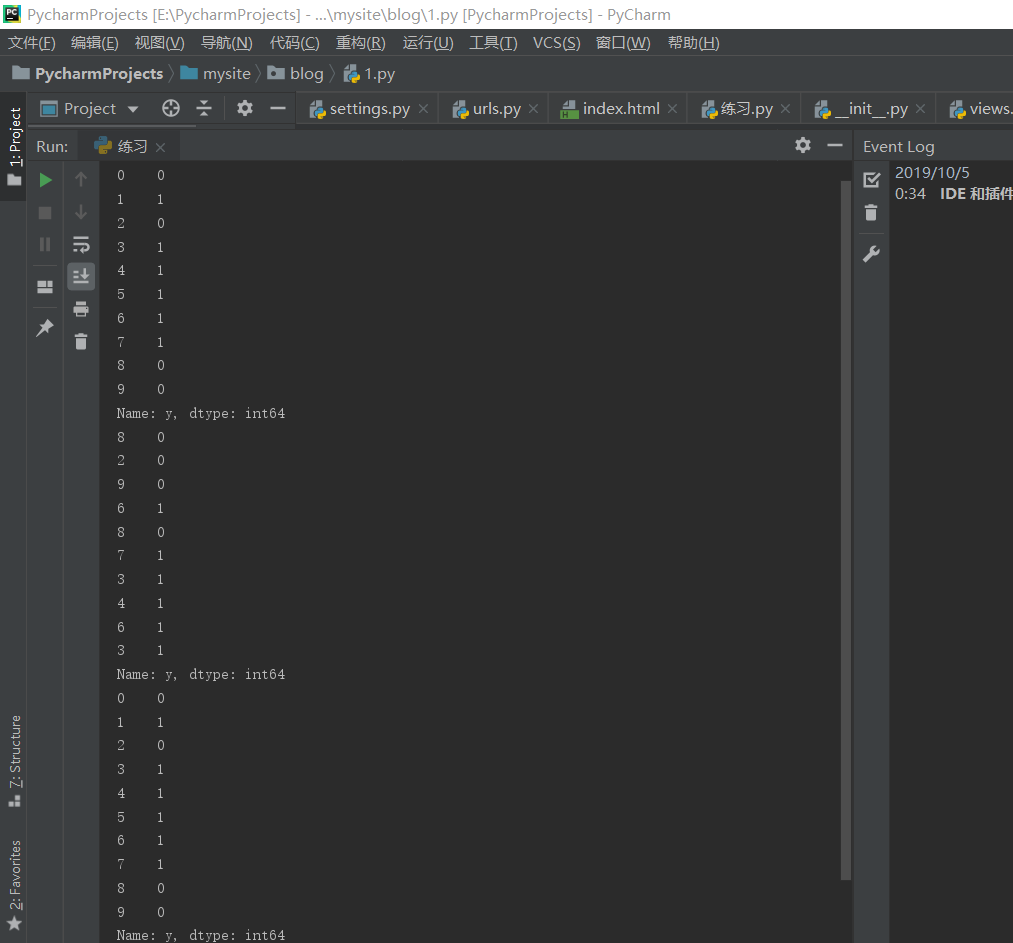 PycharmProjects [E:\PycharmProjects] - ...\mysite\blog\1.py [PycharmProjects] - PyCharm
文件(F) 编辑(E) 视图(V) 导航(N) 代码(C) 重构(R) 运行(U) 工具(T) VCS(S) 窗口(W) 帮助(H)
PycharmProjects mysite blog 1.py
Project settings.py urls.py index.html 练习.py __init__.py views.
1: Project
Run: 练习
Event Log
2019/10/5
0:34 IDE 和插件
0 0
1 1
2 0
3 1
4 1
5 1
6 1
7 1
8 0
9 0
Name: y, dtype: int64
8 0
2 0
9 0
6 1
8 0
7 1
3 1
4 1
6 1
3 1
Name: y, dtype: int64
0 0
1 1
2 0
3 1
4 1
5 1
6 1
7 1
8 0
9 0
Name: y, dtype: int64
7: Structure
2: Favorites